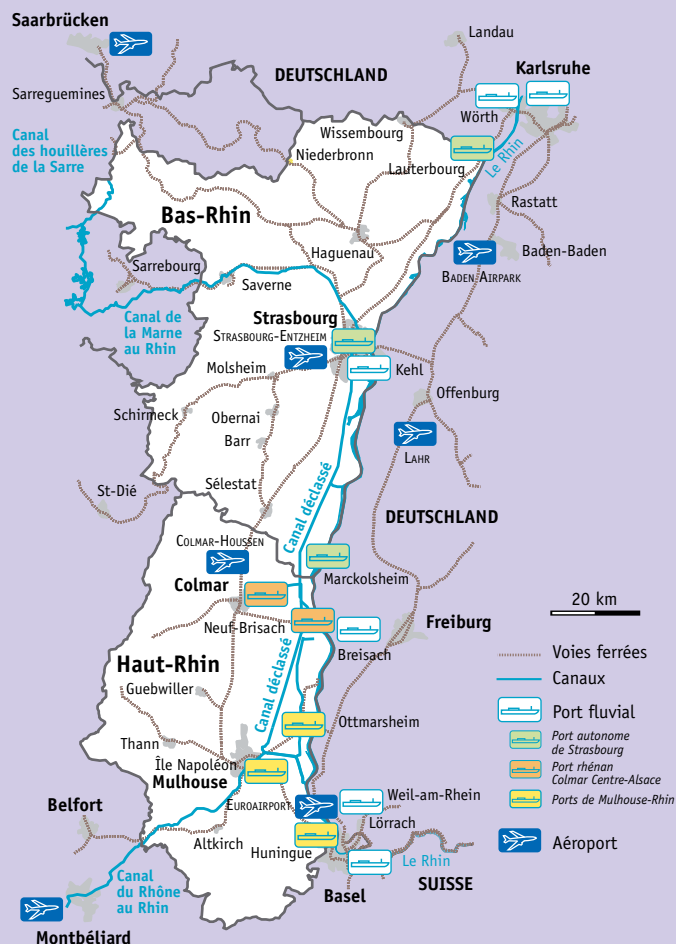 Saarbrücken
Landau
DEUTSCHLAND
Karlsruhe
Sarreguemines
Wörth
Wissembourg
Canal
des houillères
de la Sarre
Niederbronn
Lauterbourg
Le Rhin
Rastatt
Bas-Rhin
Haguenau
Baden-Baden
Sarrebourg
BADEN AIRPARK
Saverne
Canal de
la Marne
au Rhin
Strasbourg
STRASBOURG-ENTZHEIM
Molsheim
Kehl
Offenburg
Schirmeck
Obernai
Barr
LAHR
St-Dié
Sélestat
Canal déclassé
DEUTSCHLAND
COLMAR-HOUSSEN
Marckolsheim
Colmar
20 km
Neuf-Brisach
Freiburg
Breisach
Haut-Rhin
Voies ferrées
Canaux
Guebwiller
Canal déclassé
Port fluvial
Ottmarsheim
Port autonome
de Strasbourg
Thann
Île Napoléon
Port rhénan
Colmar Centre-Alsace
Mulhouse
Ports de Mulhouse-Rhin
EUROAIRPORT
Weil-am-Rhein
Belfort
Lörrach
Altkirch
Huningue
Aéroport
Le Rhin
Canal
du Rhône
au Rhin
Basel
SUISSE
Montbéliard